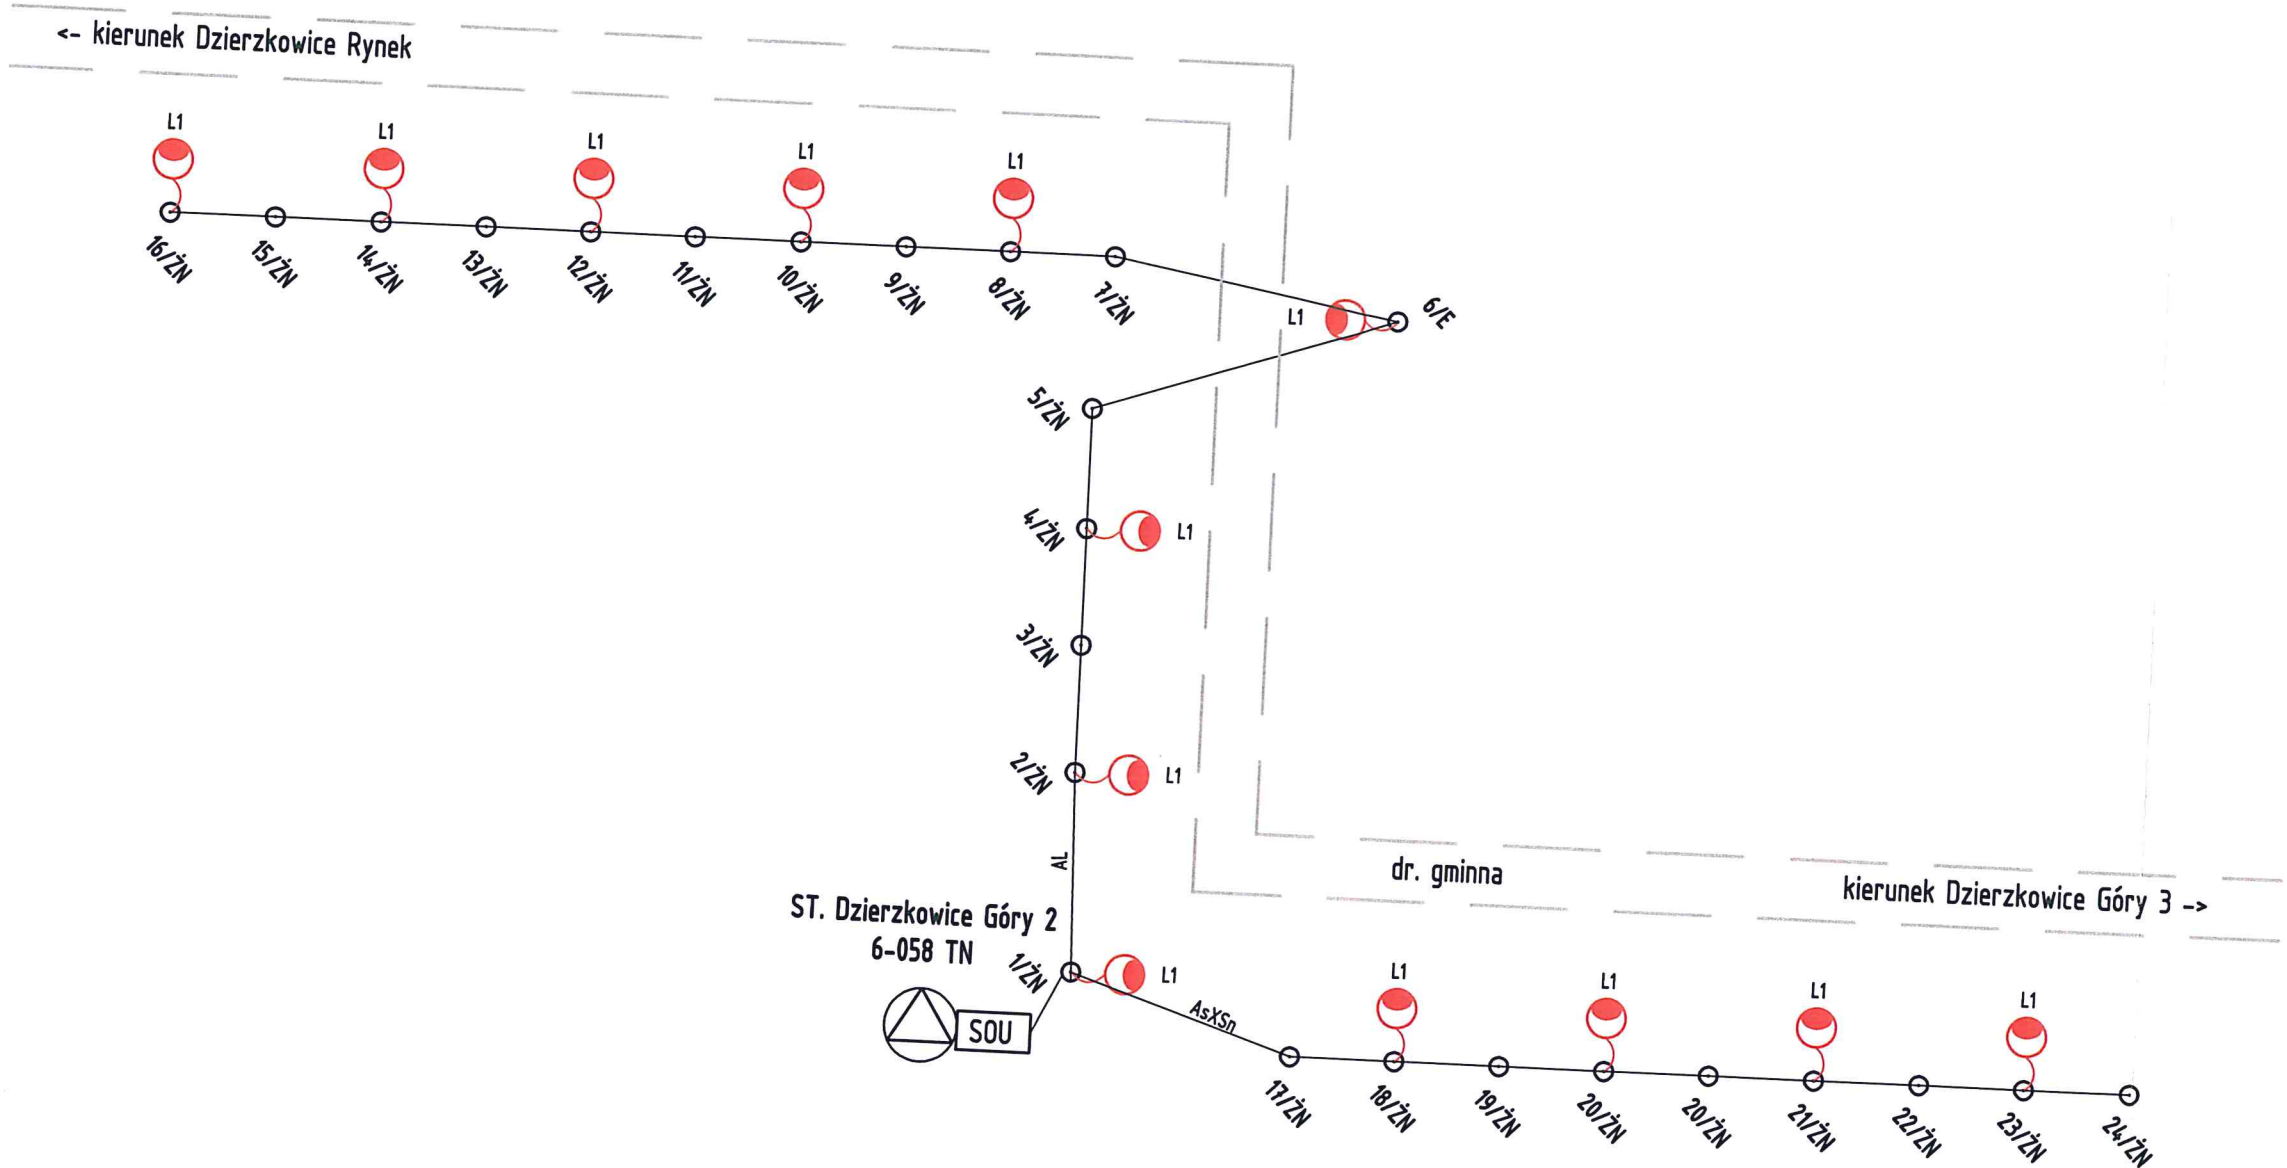 <- kierunek Dzierzkowice Rynek
L1
L1
L1
L1
L1
16/ŻN
15/ŻN
14/ŻN
13/ŻN
12/ŻN
11/ŻN
10/ŻN
9/ŻN
8/ŻN
7/ŻN
L1
6/E
5/ŻN
4/ŻN
L1
3/ŻN
2/ŻN
L1
AL
dr. gminna
kierunek Dzierzkowice Góry 3 ->
ST. Dzierzkowice Góry 2
6-058 TN
1/ŻN
L1
SOU
AsXSn
L1
L1
L1
L1
17/ŻN
18/ŻN
19/ŻN
20/ŻN
20/ŻN
21/ŻN
22/ŻN
23/ŻN
24/ŻN